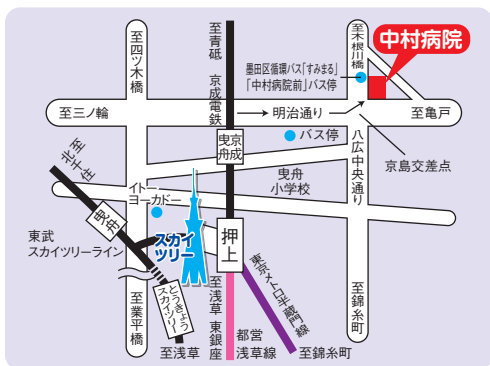 至四ツ木橋
至青砥
京成電鉄
至木根川橋
中村病院
墨田区循環バス「すみまる」
「中村病院前」バス停
至三ノ輪
明治通り
至亀戸
京成曳舟
バス停
八広中央通り
京島交差点
曳舟
小学校
至北千住
イトー
ヨーカドー
曳舟
東武
スカイツリーライン
スカイ
ツリー
押上
とうきょう
スカイツリー
至業平橋
至浅草
至浅草
東銀座
都営
浅草線
東京メトロ半蔵門線
至錦糸町
至錦糸町